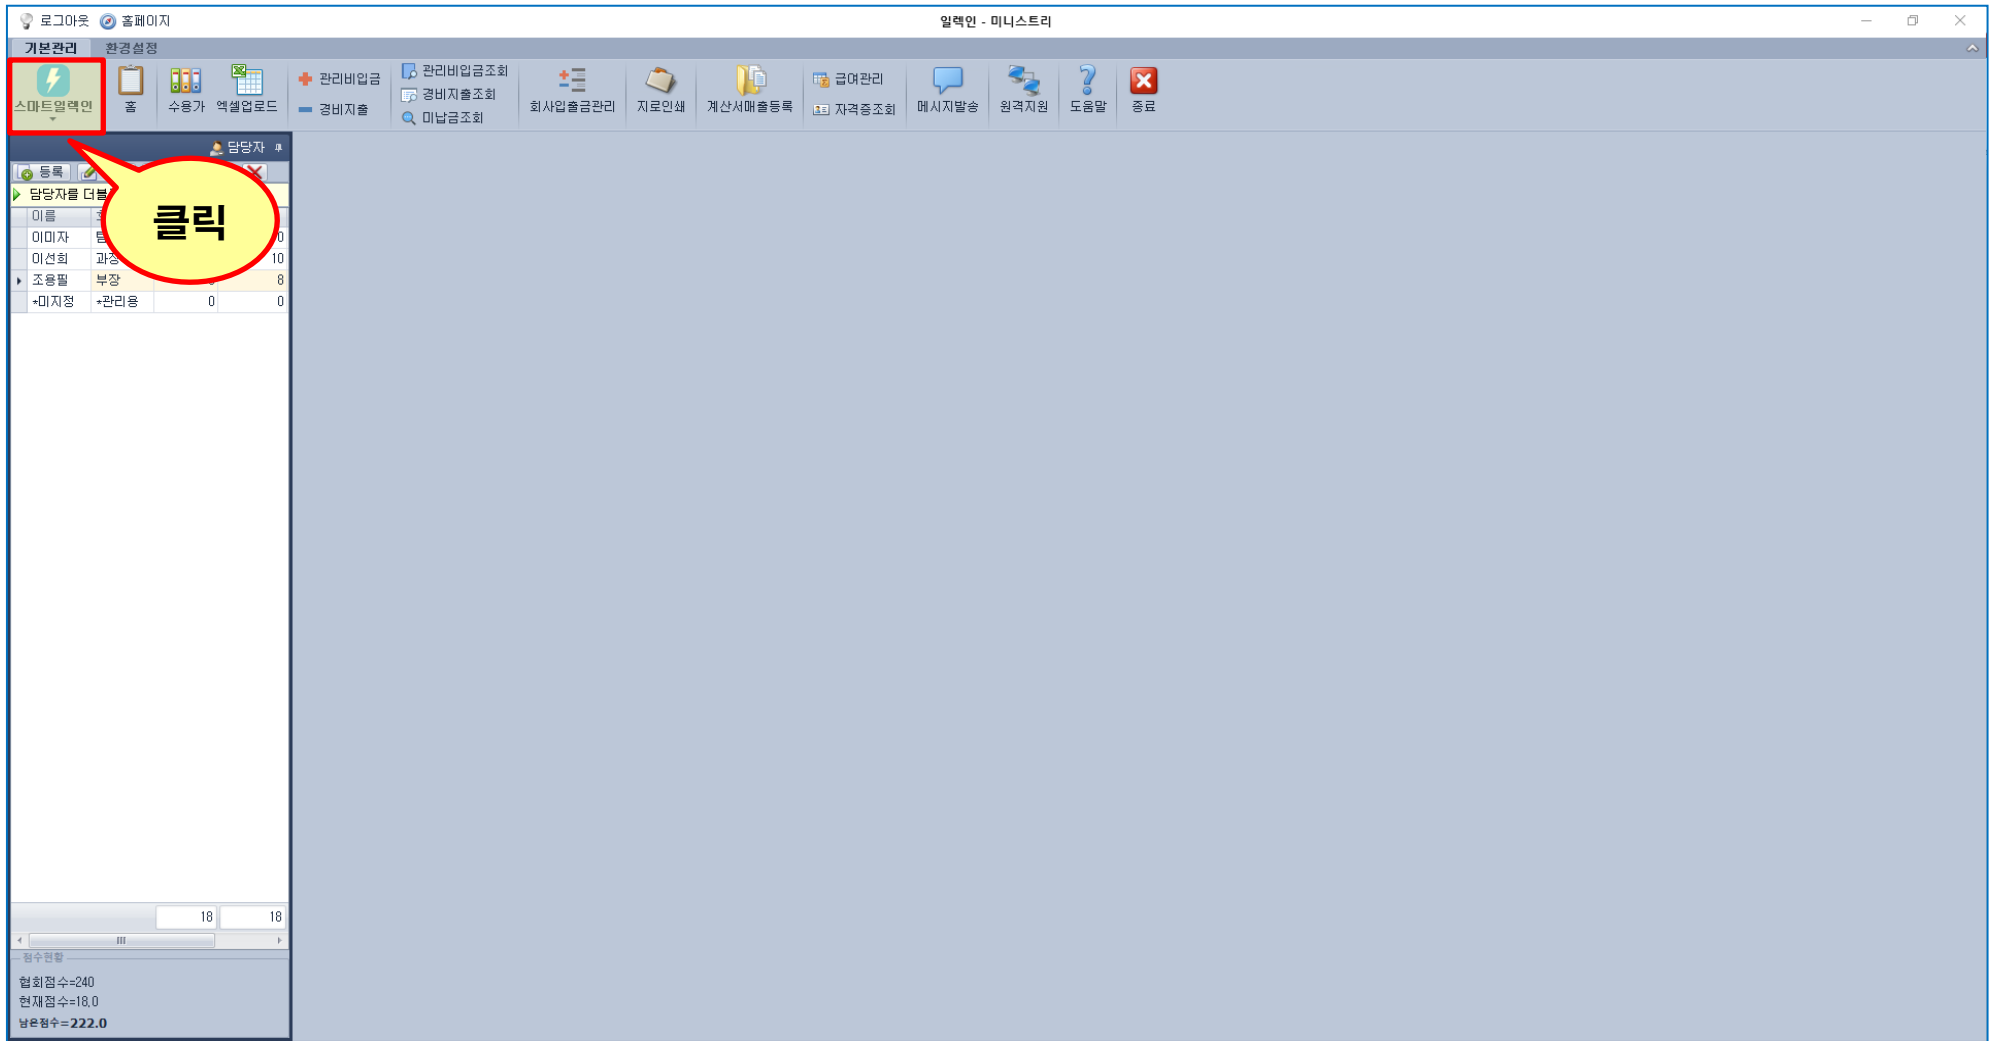 로그아웃 홈페이지 일렉인 - 미니스트리
기본관리 환경설정
스마트일렉인 홈 수용가 엑셀업로드
관리비입금
경비지출
관리비입금조회
경비지출조회
미납금조회
회사입출금관리 지로인쇄 계산서매출등록
급여관리
자격증조회
메시지발송 원격지원 도움말 종료
담당자
등록
담당자를 더블
클릭
이름
이미자
이선희 과장 10
조용필 부장 8
*미지정 *관리용 0 0
18 18
점수현황
협회점수=240
현재점수=18.0
남은점수=222.0